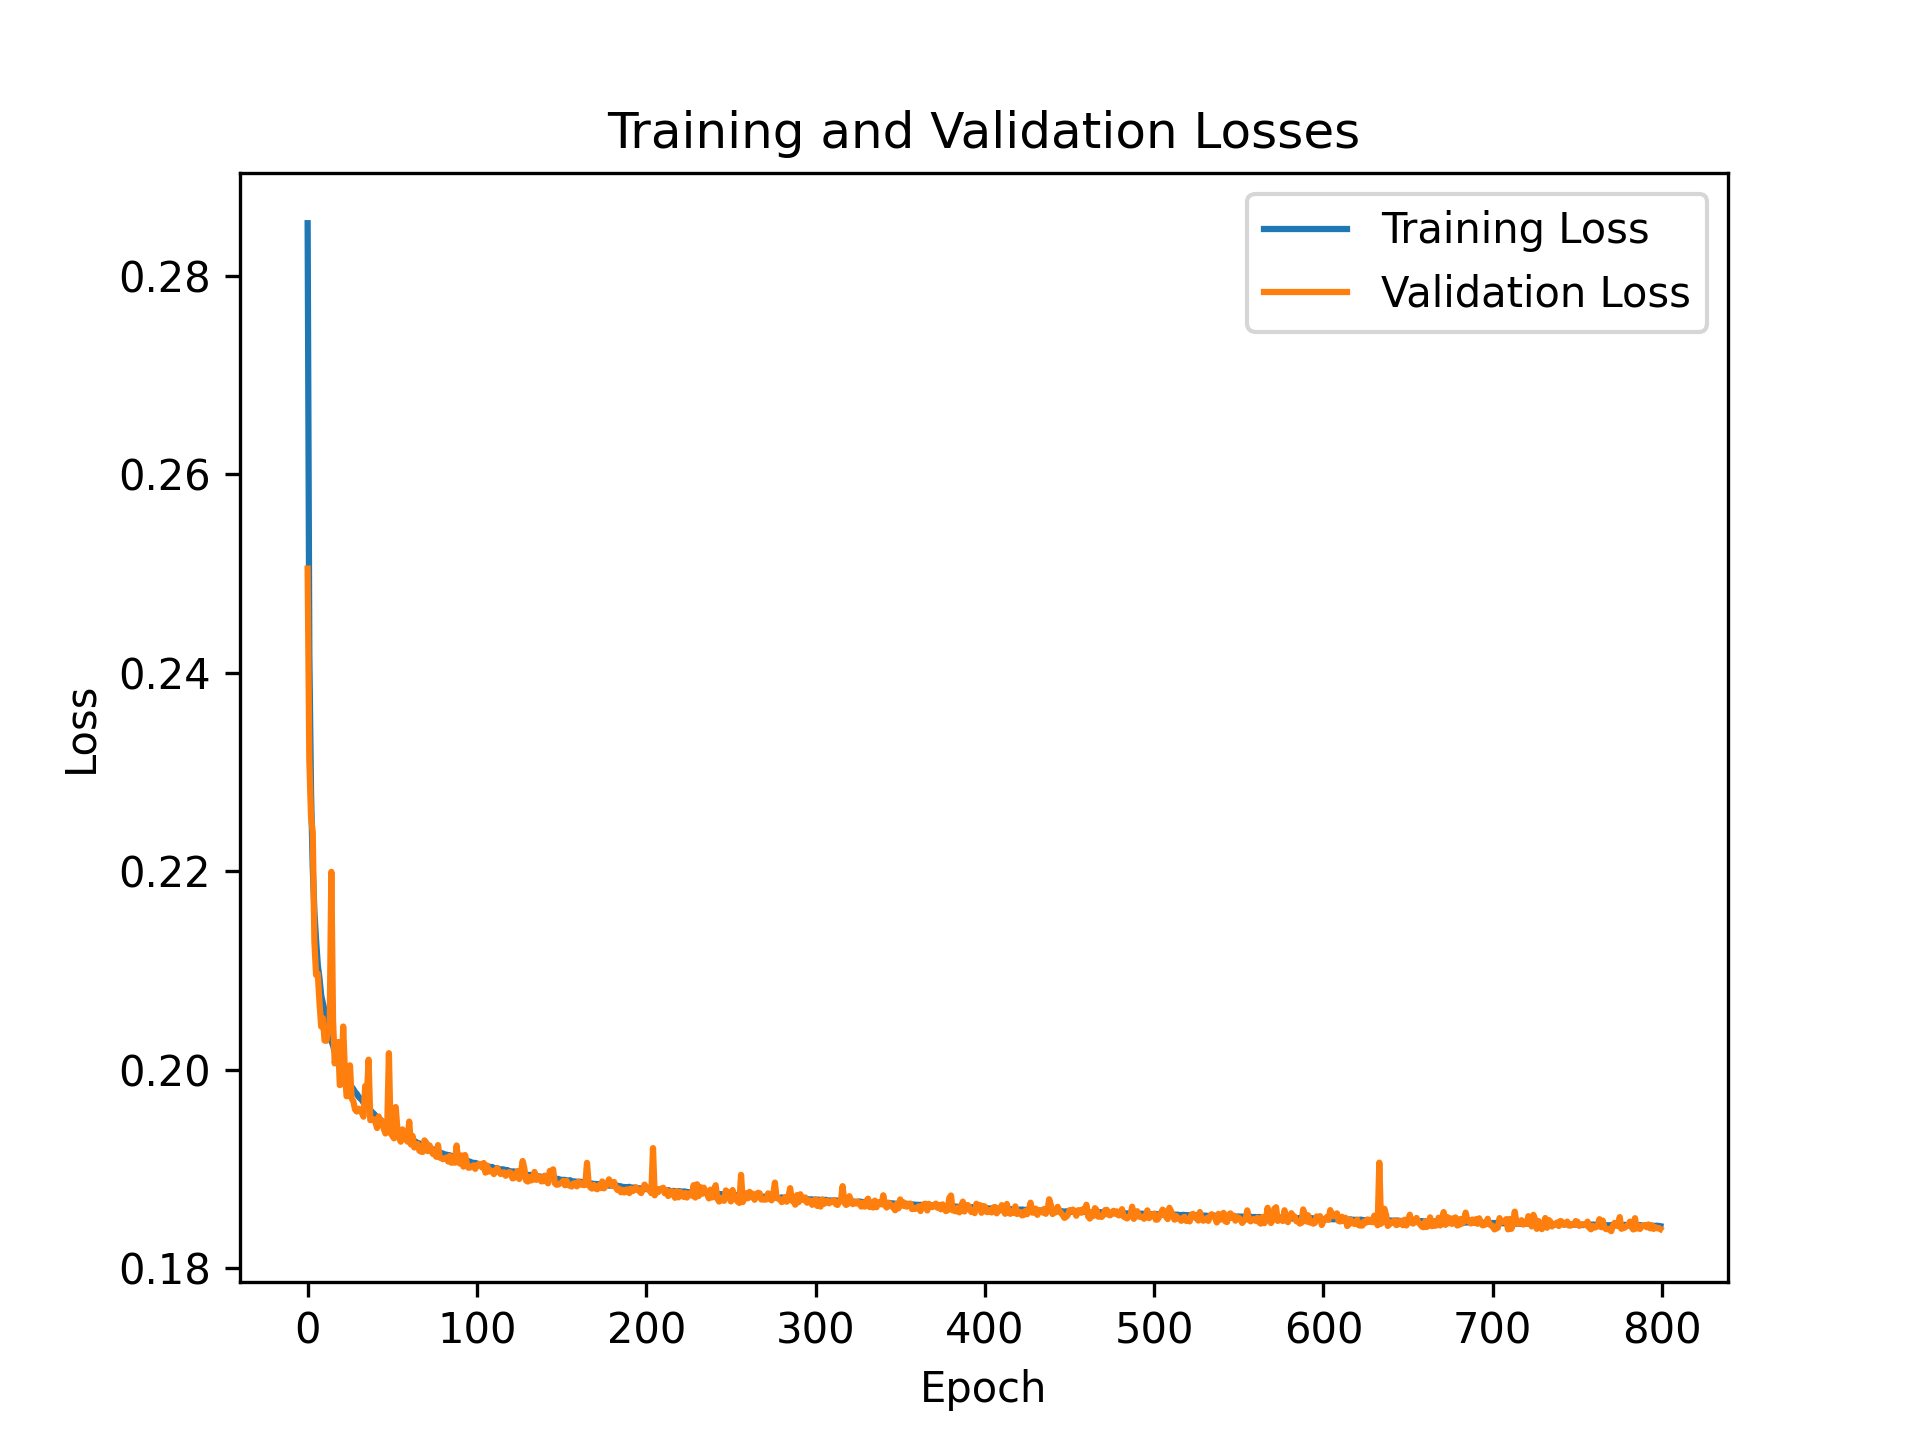 Training and Validation Losses
Training Loss
Validation Loss
0.28
0.26
0.24
0.22
0.20
0.18
Loss
0 100 200 300 400 500 600 700 800
Epoch